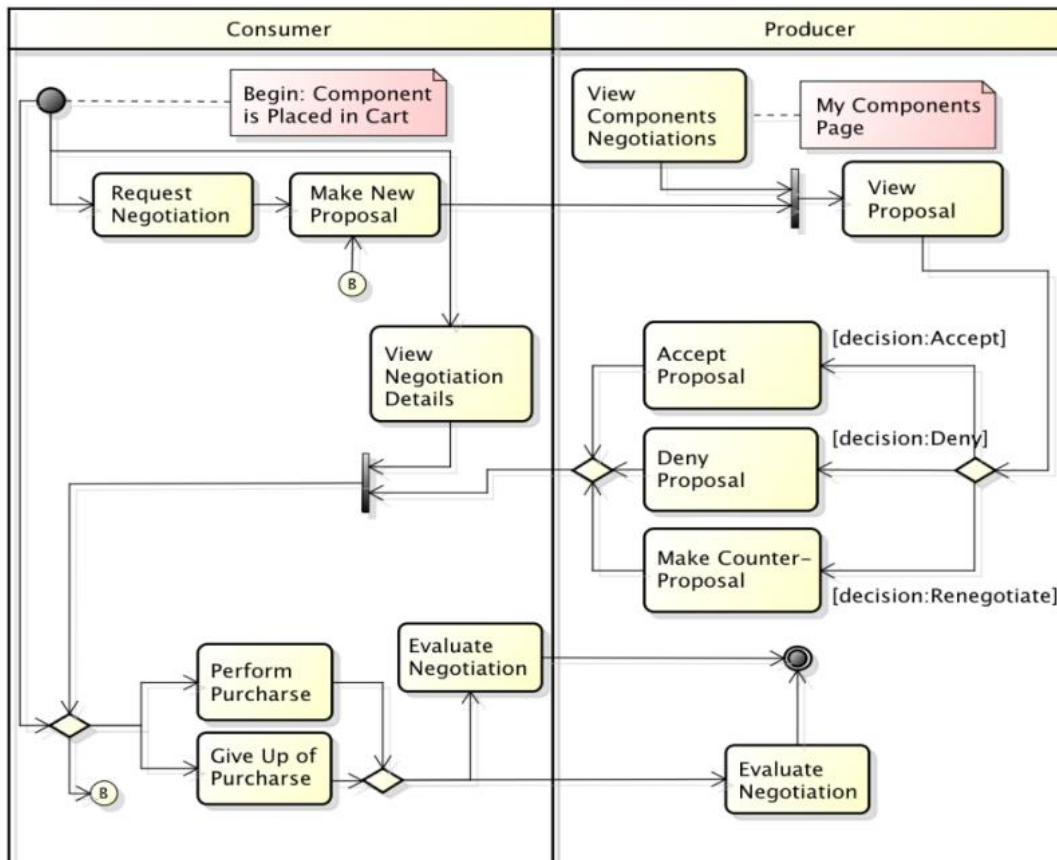 Consumer
Producer
Begin: Component
is Placed in Cart
View
Components
Negotiations
My Components
Page
Request
Negotiation
Make New
Proposal
View
Proposal
B
View
Negotiation
Details
Accept
Proposal
[decision:Accept]
Deny
Proposal
[decision:Deny]
Make Counter-
Proposal
[decision:Renegotiate]
Evaluate
Negotiation
Perform
Purcharse
Give Up of
Purcharse
B
Evaluate
Negotiation